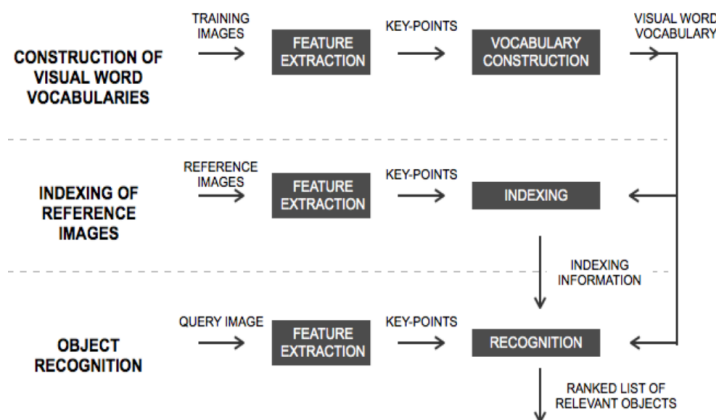 CONSTRUCTION OF
VISUAL WORD
VOCABULARIES
TRAINING
IMAGES
FEATURE
EXTRACTION
KEY-POINTS
VOCABULARY
CONSTRUCTION
VISUAL WORD
VOCABULARY
INDEXING OF
REFERENCE
IMAGES
REFERENCE
IMAGES
FEATURE
EXTRACTION
KEY-POINTS
INDEXING
INDEXING
INFORMATION
OBJECT
RECOGNITION
QUERY IMAGE
FEATURE
EXTRACTION
KEY-POINTS
RECOGNITION
RANKED LIST OF
RELEVANT OBJECTS